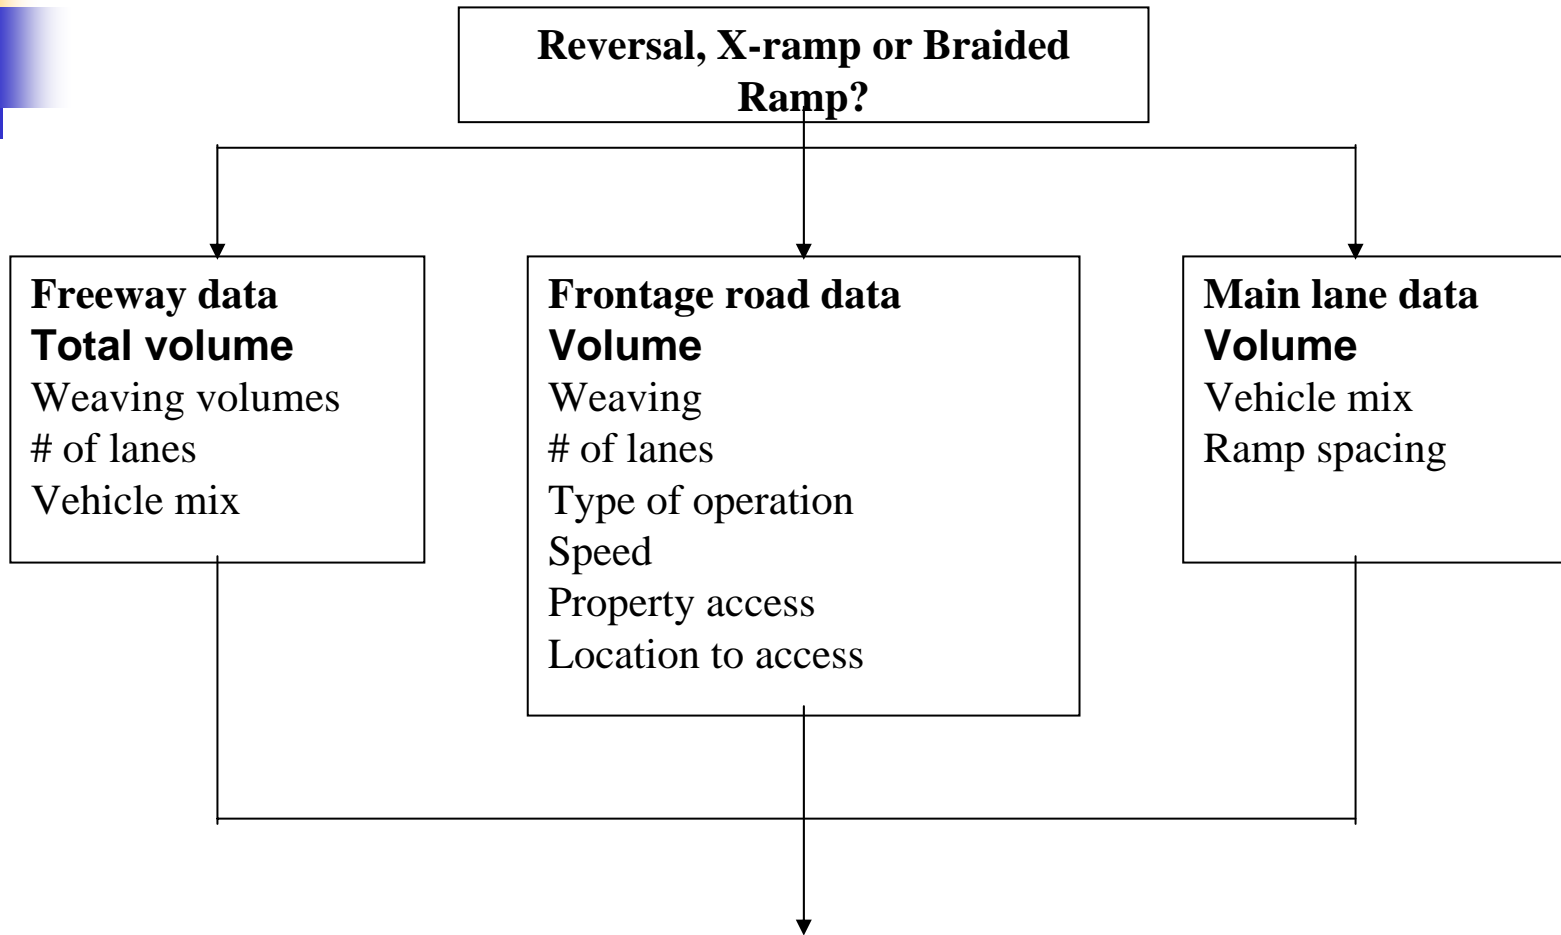 Reversal, X-ramp or Braided
Ramp?
Freeway data
Total volume
Weaving volumes
# of lanes
Vehicle mix
Frontage road data
Volume
Weaving
# of lanes
Type of operation
Speed
Property access
Location to access
Main lane data
Volume
Vehicle mix
Ramp spacing